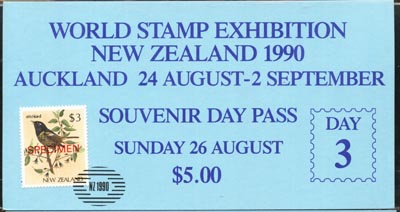 WORLD STAMP EXHIBITION
NEW ZEALAND 1990
AUCKLAND 24 AUGUST-2 SEPTEMBER
SOUVENIR DAY PASS
SUNDAY 26 AUGUST
$5.00
DAY
3
stitchbird
$3
SPECIMEN
NEW ZEALAND
NZ 1990